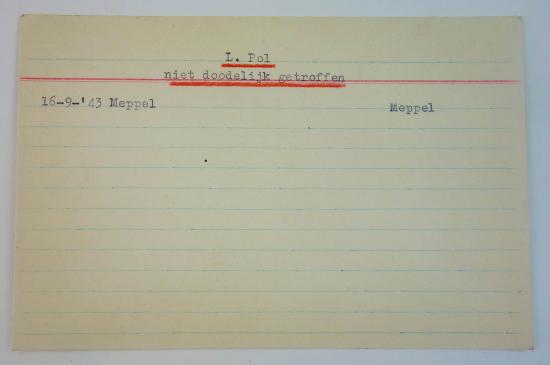 L. Pol
niet doodelijk getroffen
16-9-'43 Meppel Meppel